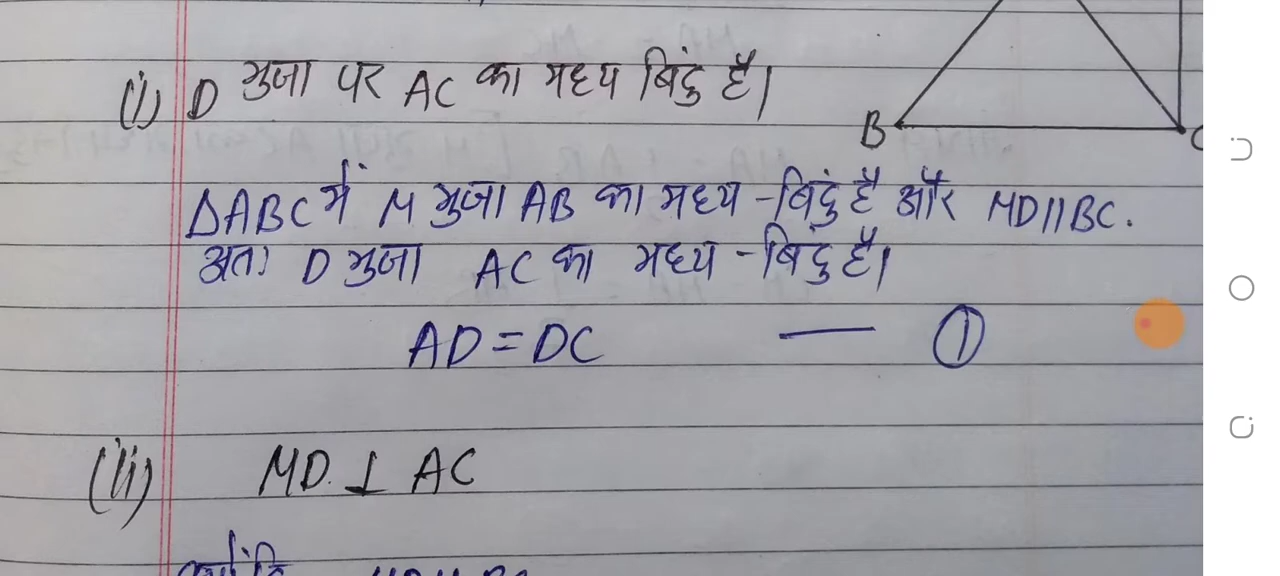 (i) D भुजा पर AC का मध्य बिंदु है।
B
ΔABC में M भुजा AB का मध्य-बिंदु है और MD||BC.
अतः D भुजा AC का मध्य-बिंदु है।
AD = DC — ①
(ii) MD ⊥ AC